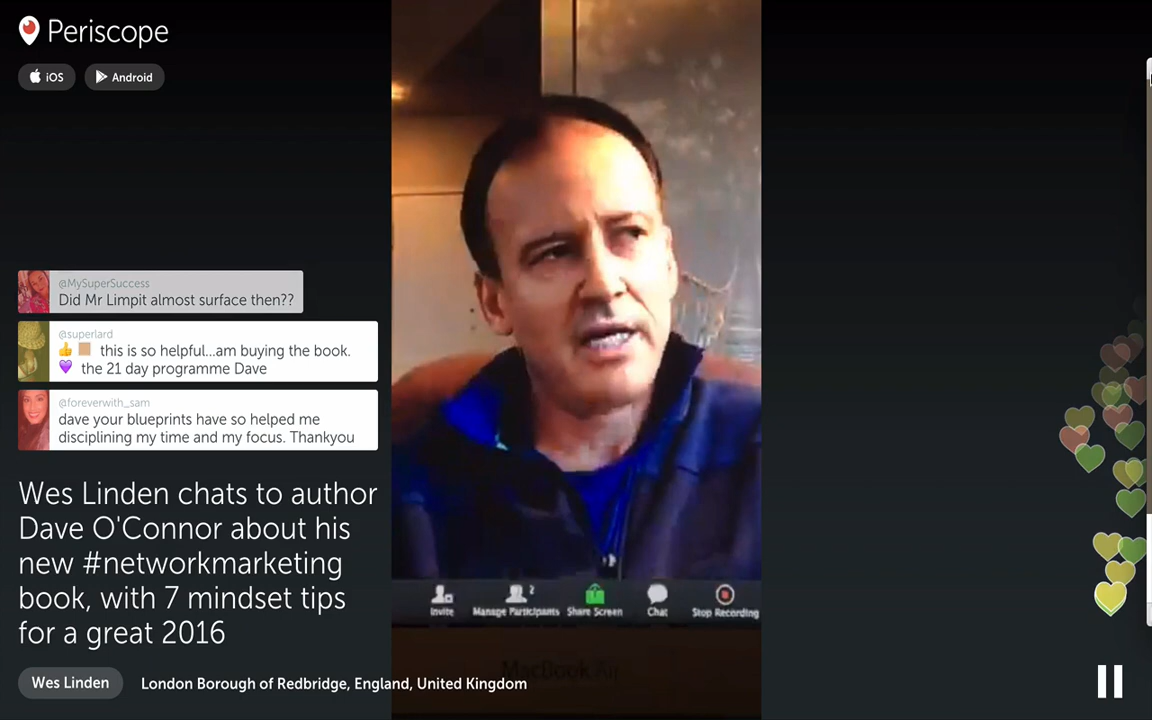 Periscope
iOS
Android
@MySuperSuccess
Did Mr Limpit almost surface then??
@superlard
👍 this is so helpful...am buying the book.
💜 the 21 day programme Dave
@foreverwith_sam
dave your blueprints have so helped me
disciplining my time and my focus. Thankyou
Wes Linden chats to author
Dave O'Connor about his
new #networkmarketing
book, with 7 mindset tips
for a great 2016
Wes Linden
London Borough of Redbridge, England, United Kingdom
Invite
Manage Participants
2
Share Screen
Chat
Stop Recording
MacBook Air